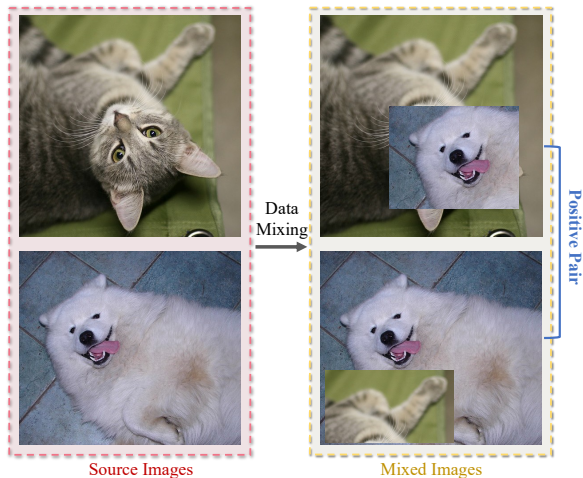 Data
Mixing
Positive Pair
Source Images
Mixed Images